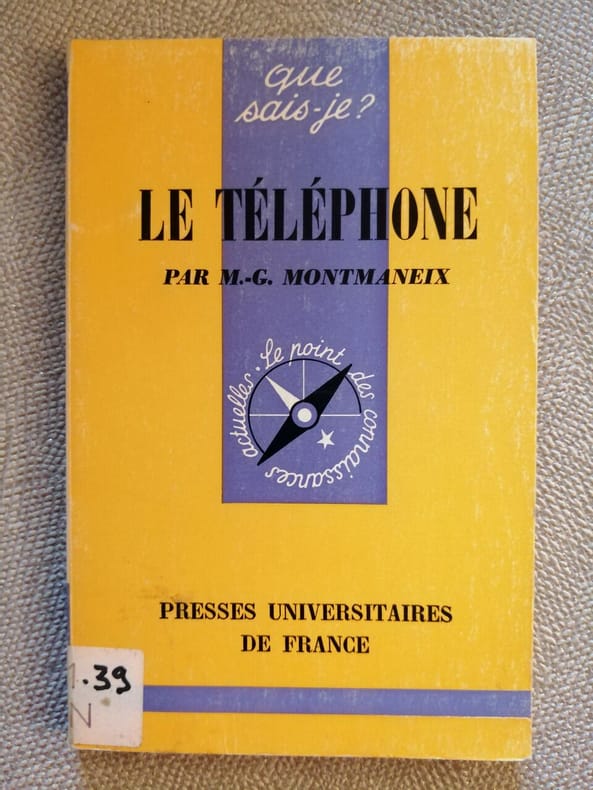 que
sais-je?
LE TÉLÉPHONE
PAR M.-G. MONTMANEIX
Le point des connaissances actuelles.
PRESSES UNIVERSITAIRES
DE FRANCE
.39
N